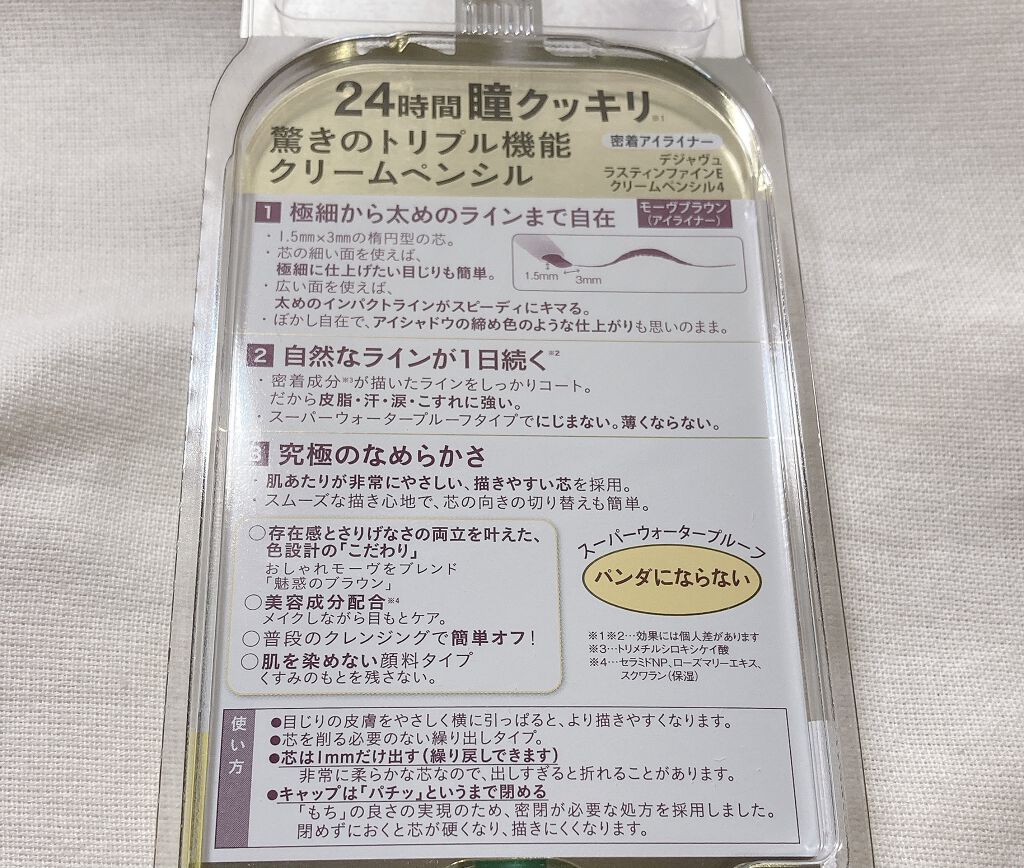 24時間 瞳クッキリ※1
驚きのトリプル機能
クリームペンシル
密着アイライナー
デジャヴュ
ラスティンファインE
クリームペンシル4
1 極細から太めのラインまで自在
モーヴブラウン
(アイライナー)
・1.5mm×3mmの楕円型の芯。
・芯の細い面を使えば、
極細に仕上げたい目じりも簡単。
・広い面を使えば、
太めのインパクトラインがスピーディにキマる。
・ぼかし自在で、アイシャドウの締め色のような仕上がりも思いのまま。
1.5mm
3mm
2 自然なラインが1日続く※2
・密着成分※3が描いたラインをしっかりコート。
だから皮脂・汗・涙・こすれに強い。
・スーパーウォータープルーフタイプでにじまない。薄くならない。
3 究極のなめらかさ
・肌あたりが非常にやさしい、描きやすい芯を採用。
・スムーズな描き心地で、芯の向きの切り替えも簡単。
○存在感とさりげなさの両立を叶えた、
色設計の「こだわり」
おしゃれモーヴをブレンド
「魅惑のブラウン」
○美容成分配合※4
メイクしながら目もとケア。
○普段のクレンジングで簡単オフ!
○肌を染めない顔料タイプ
くすみのもとを残さない。
スーパーウォータープルーフ
パンダにならない
※1※2…効果には個人差があります
※3…トリメチルシロキシケイ酸
※4…セラミドNP、ローズマリーエキス、
スクワラン(保湿)
使い方
●目じりの皮膚をやさしく横に引っぱると、より描きやすくなります。
●芯を削る必要のない繰り出しタイプ。
●芯は1mmだけ出す(繰り戻しできます)
非常に柔らかな芯なので、出しすぎると折れることがあります。
●キャップは「パチッ」というまで閉める
「もち」の良さの実現のため、密閉が必要な処方を採用しました。
閉めずにおくと芯が硬くなり、描きにくくなります。